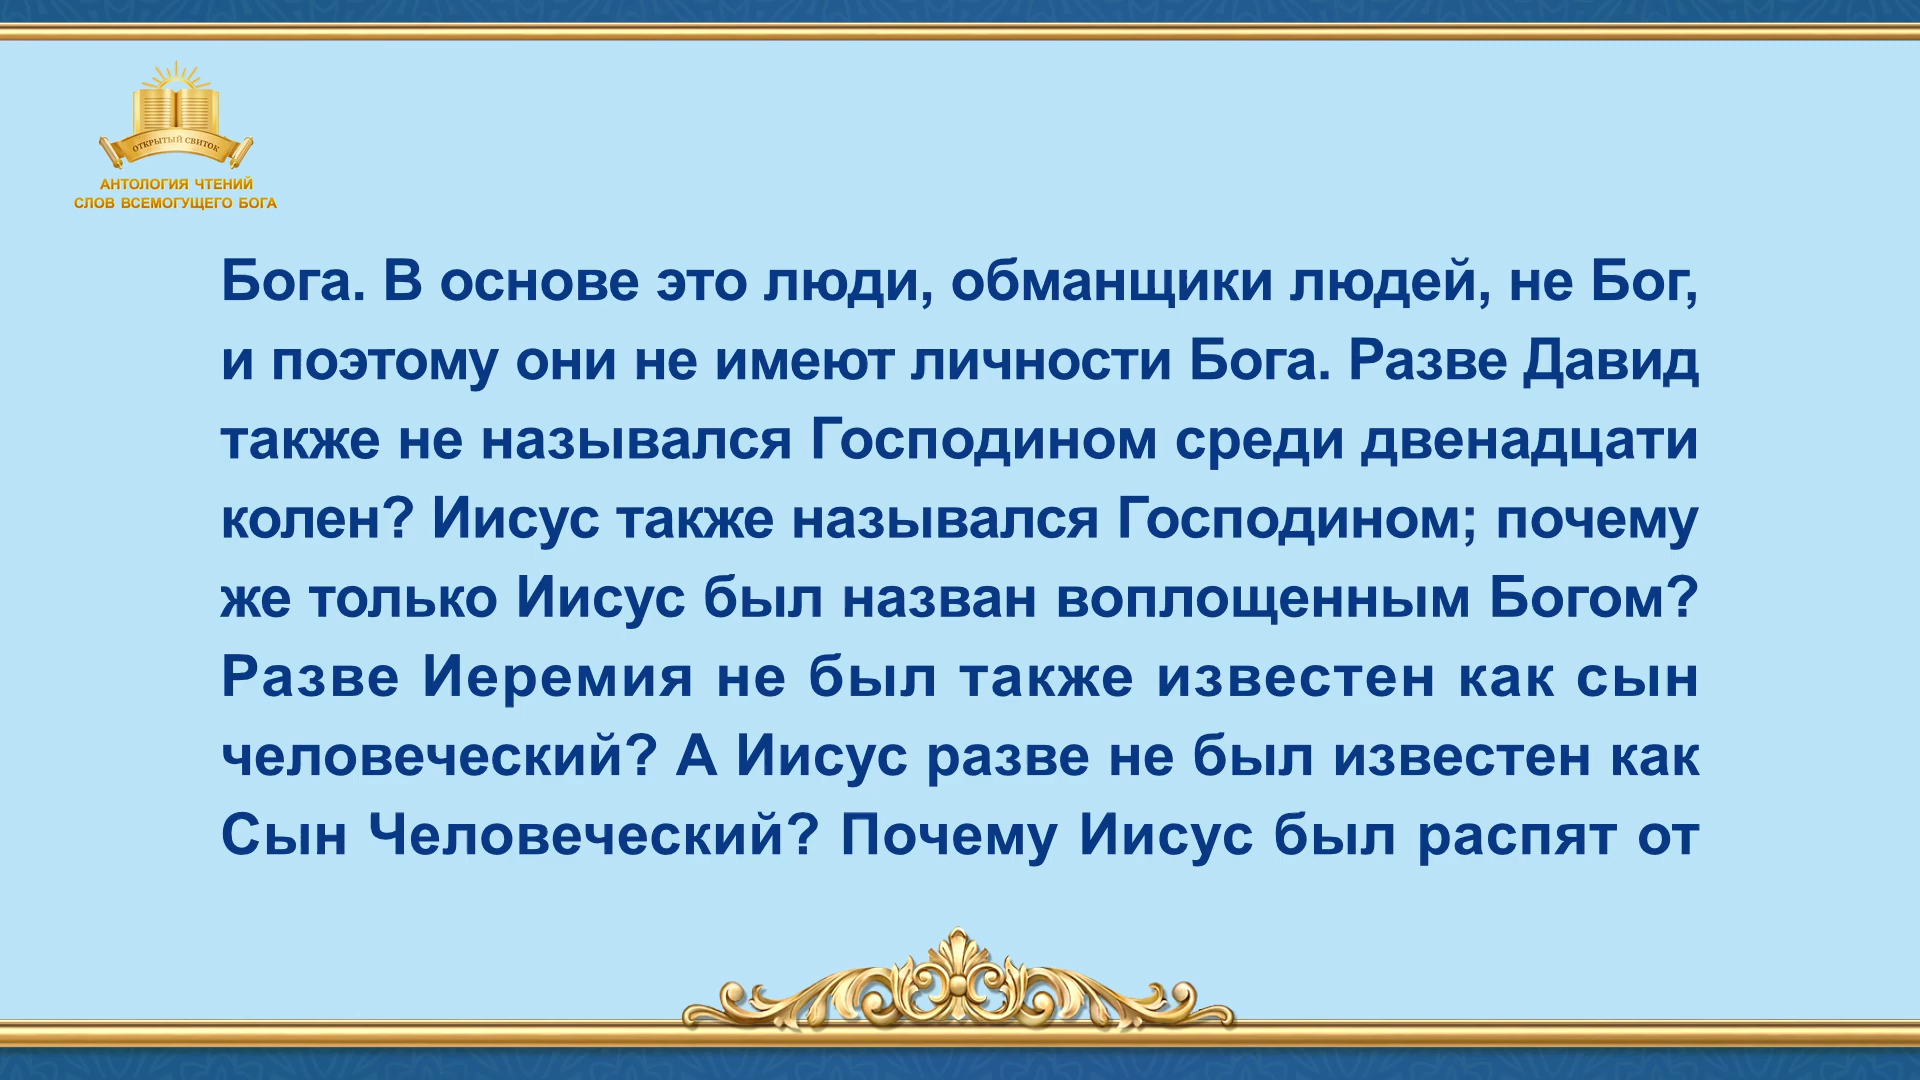 ОТКРЫТЫЙ СВИТОК
АНТОЛОГИЯ ЧТЕНИЙ
СЛОВ ВСЕМОГУЩЕГО БОГА
Бога. В основе это люди, обманщики людей, не Бог,
и поэтому они не имеют личности Бога. Разве Давид
также не назывался Господином среди двенадцати
колен? Иисус также назывался Господином; почему
же только Иисус был назван воплощенным Богом?
Разве Иеремия не был также известен как сын
человеческий? А Иисус разве не был известен как
Сын Человеческий? Почему Иисус был распят от